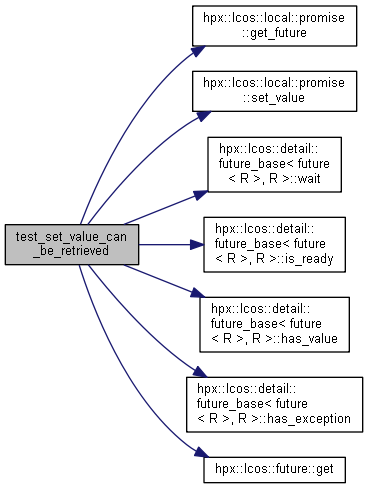 hpx::lcos::local::promise
::get_future
hpx::lcos::local::promise
::set_value
hpx::lcos::detail::
future_base< future
< R >, R >::wait
test_set_value_can
_be_retrieved
hpx::lcos::detail::
future_base< future
< R >, R >::is_ready
hpx::lcos::detail::
future_base< future
< R >, R >::has_value
hpx::lcos::detail::
future_base< future
< R >, R >::has_exception
hpx::lcos::future::get